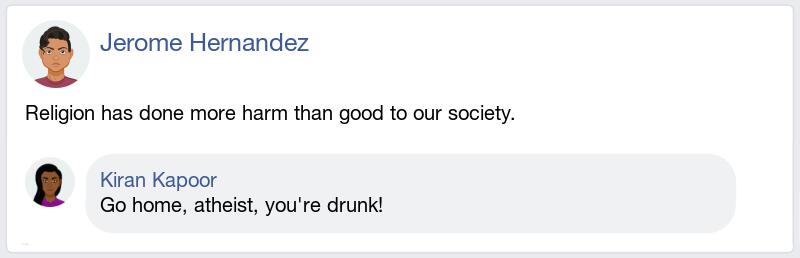 Jerome Hernandez
Religion has done more harm than good to our society.
Kiran Kapoor
Go home, atheist, you're drunk!